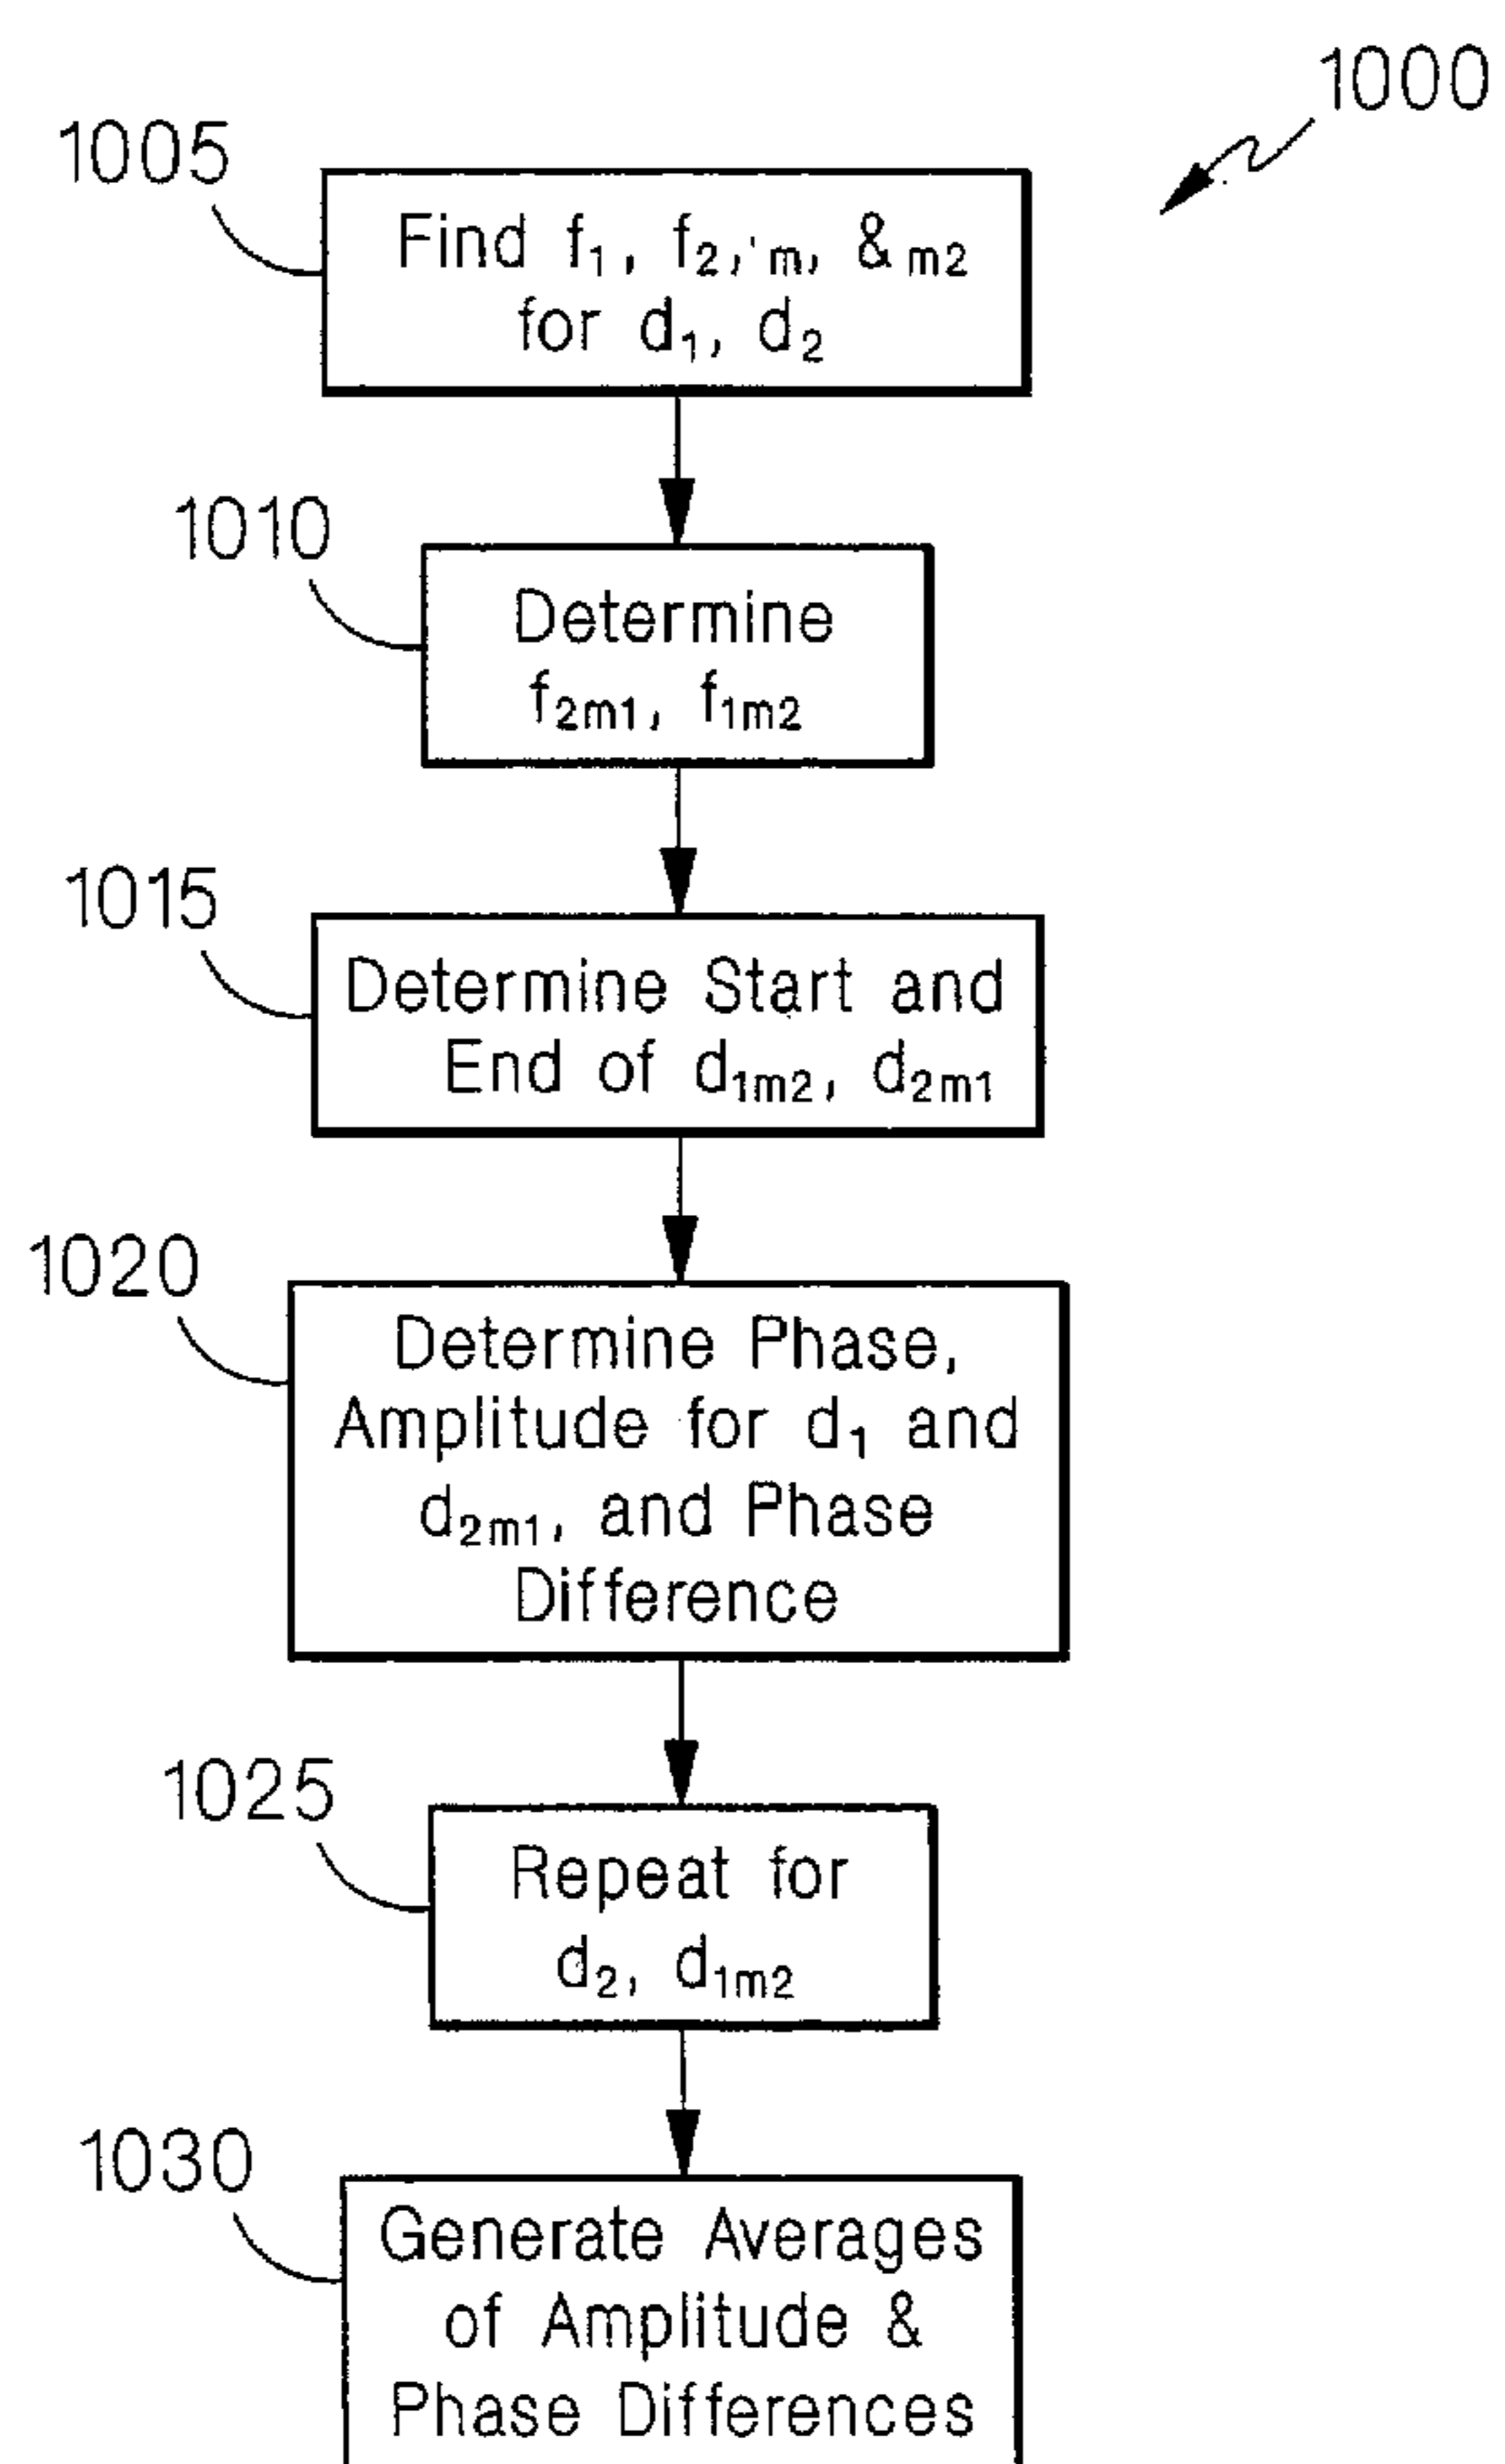 1000
1005
Find f₁, f₂, 'm, & m2
for d₁, d₂
1010
Determine
f2m1, f1m2
1015
Determine Start and
End of d1m2, d2m1
1020
Determine Phase,
Amplitude for d₁ and
d2m1, and Phase
Difference
1025
Repeat for
d₂, d1m2
1030
Generate Averages
of Amplitude &
Phase Differences